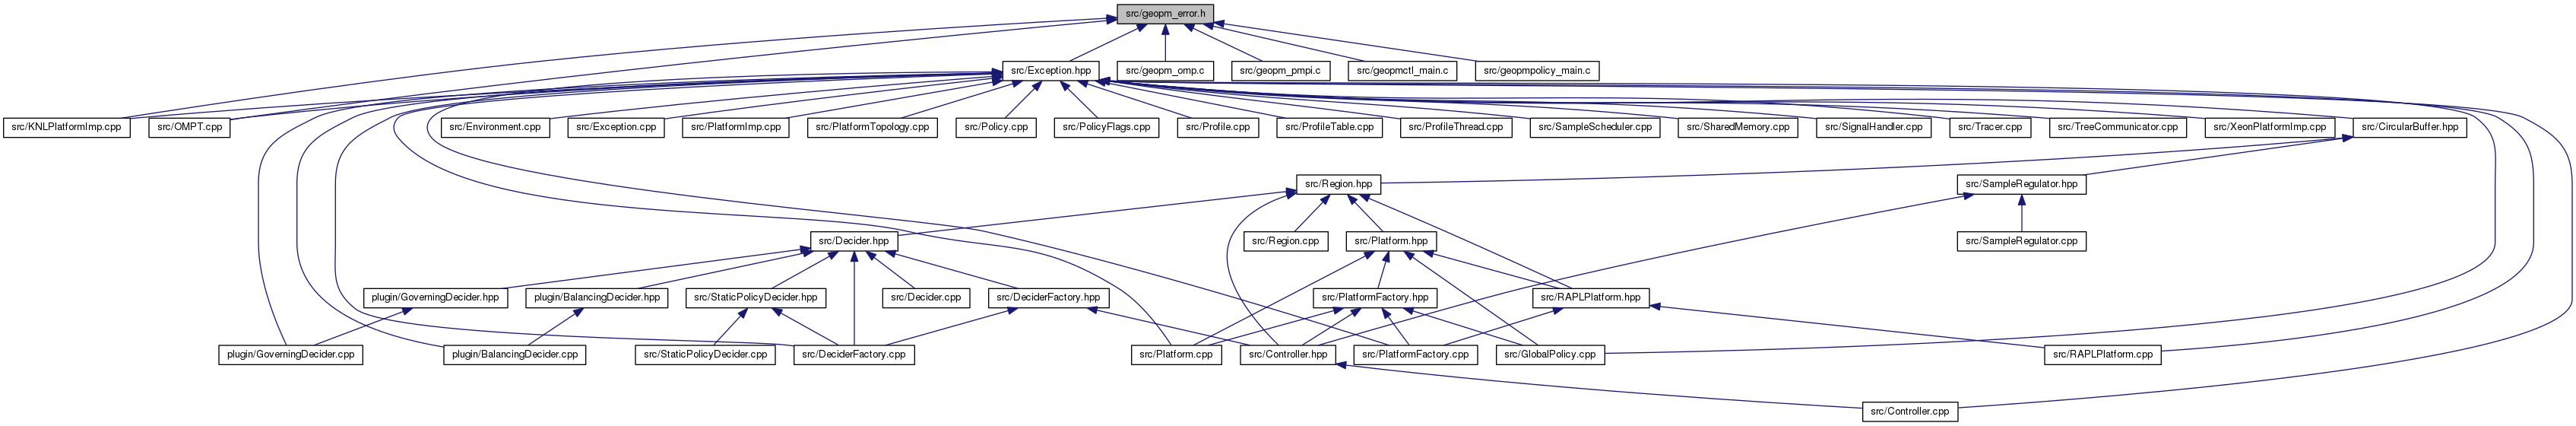 src/geopm_error.h
src/Exception.hpp
src/geopm_omp.c
src/geopm_pmpi.c
src/geopmctl_main.c
src/geopmpolicy_main.c
src/KNLPlatformImp.cpp
src/OMPT.cpp
src/Environment.cpp
src/Exception.cpp
src/PlatformImp.cpp
src/PlatformTopology.cpp
src/Policy.cpp
src/PolicyFlags.cpp
src/Profile.cpp
src/ProfileTable.cpp
src/ProfileThread.cpp
src/SampleScheduler.cpp
src/SharedMemory.cpp
src/SignalHandler.cpp
src/Tracer.cpp
src/TreeCommunicator.cpp
src/XeonPlatformImp.cpp
src/CircularBuffer.hpp
src/Region.hpp
src/SampleRegulator.hpp
src/Decider.hpp
src/Region.cpp
src/Platform.hpp
src/SampleRegulator.cpp
plugin/GoverningDecider.hpp
plugin/BalancingDecider.hpp
src/StaticPolicyDecider.hpp
src/Decider.cpp
src/DeciderFactory.hpp
src/PlatformFactory.hpp
src/RAPLPlatform.hpp
plugin/GoverningDecider.cpp
plugin/BalancingDecider.cpp
src/StaticPolicyDecider.cpp
src/DeciderFactory.cpp
src/Platform.cpp
src/Controller.hpp
src/PlatformFactory.cpp
src/GlobalPolicy.cpp
src/RAPLPlatform.cpp
src/Controller.cpp